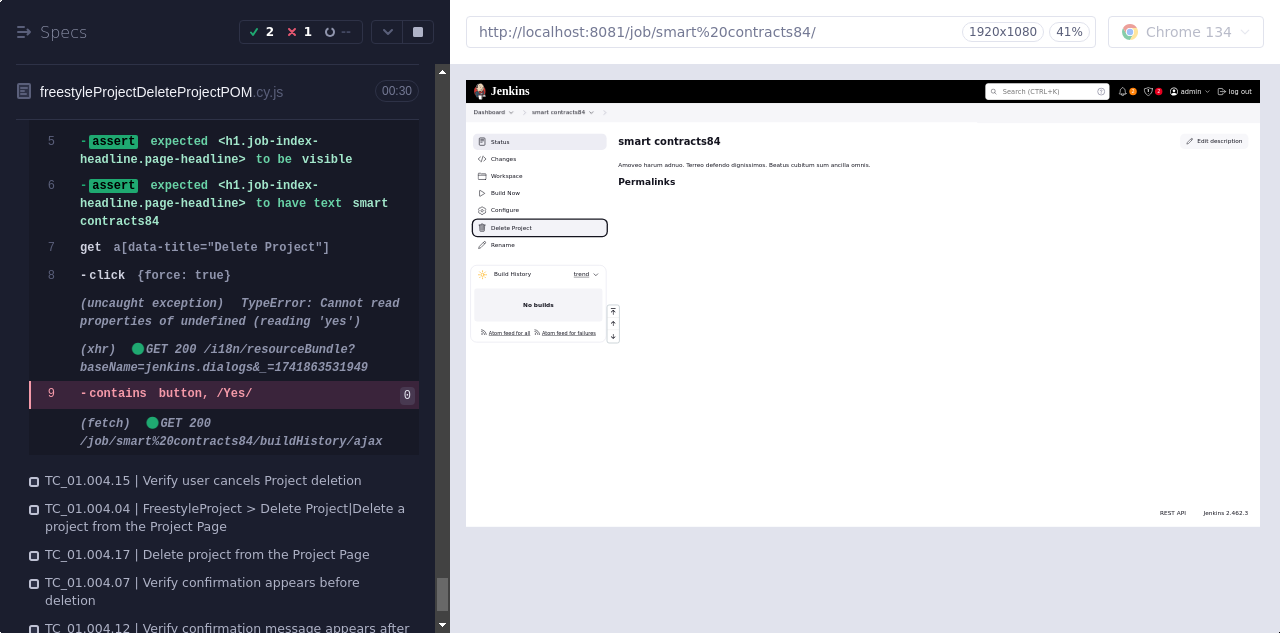 Specs
2
1
--
http://localhost:8081/job/smart%20contracts84/
1920x1080
41%
Chrome 134
freestyleProjectDeleteProjectPOM.cy.js
00:30
5 -assert expected <h1.job-index-
headline.page-headline> to be visible
6 -assert expected <h1.job-index-
headline.page-headline> to have text smart
contracts84
7 get a[data-title="Delete Project"]
8 -click {force: true}
(uncaught exception) TypeError: Cannot read
properties of undefined (reading 'yes')
(xhr) GET 200 /i18n/resourceBundle?
baseName=jenkins.dialogs&_=1741863531949
9 -contains button, /Yes/ 0
(fetch) GET 200
/job/smart%20contracts84/buildHistory/ajax
TC_01.004.15 | Verify user cancels Project deletion
TC_01.004.04 | FreestyleProject > Delete Project|Delete a
project from the Project Page
TC_01.004.17 | Delete project from the Project Page
TC_01.004.07 | Verify confirmation appears before
deletion
TC_01.004.12 | Verify confirmation message appears after
Jenkins
Search (CTRL+K)
admin
log out
Dashboard
smart contracts84
Status
Changes
Workspace
Build Now
Configure
Delete Project
Rename
smart contracts84
Edit description
Amoveo harum adnuo. Terreo defendo dignissimos. Beatus cubitum sum ancilla omnis.
Permalinks
Build History
trend
No builds
Atom feed for all
Atom feed for failures
REST API
Jenkins 2.462.3